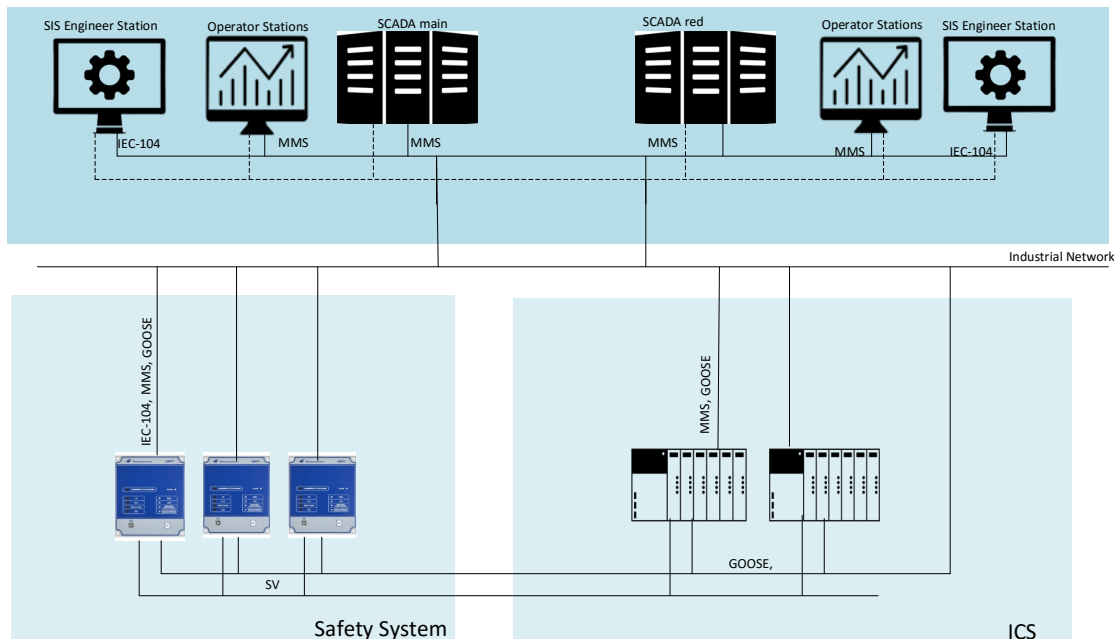 SIS Engineer Station
Operator Stations
SCADA main
SCADA red
Operator Stations
SIS Engineer Station
IEC-104
MMS
MMS
MMS
MMS
IEC-104
Industrial Network
IEC-104, MMS, GOOSE
MMS, GOOSE
GOOSE,
SV
Safety System
ICS